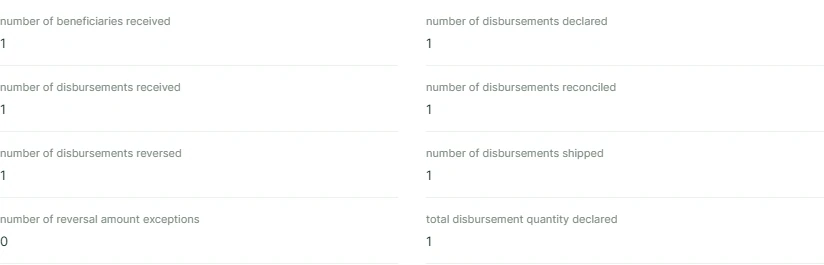 number of beneficiaries received
1
number of disbursements declared
1
number of disbursements received
1
number of disbursements reconciled
1
number of disbursements reversed
1
number of disbursements shipped
1
number of reversal amount exceptions
0
total disbursement quantity declared
1